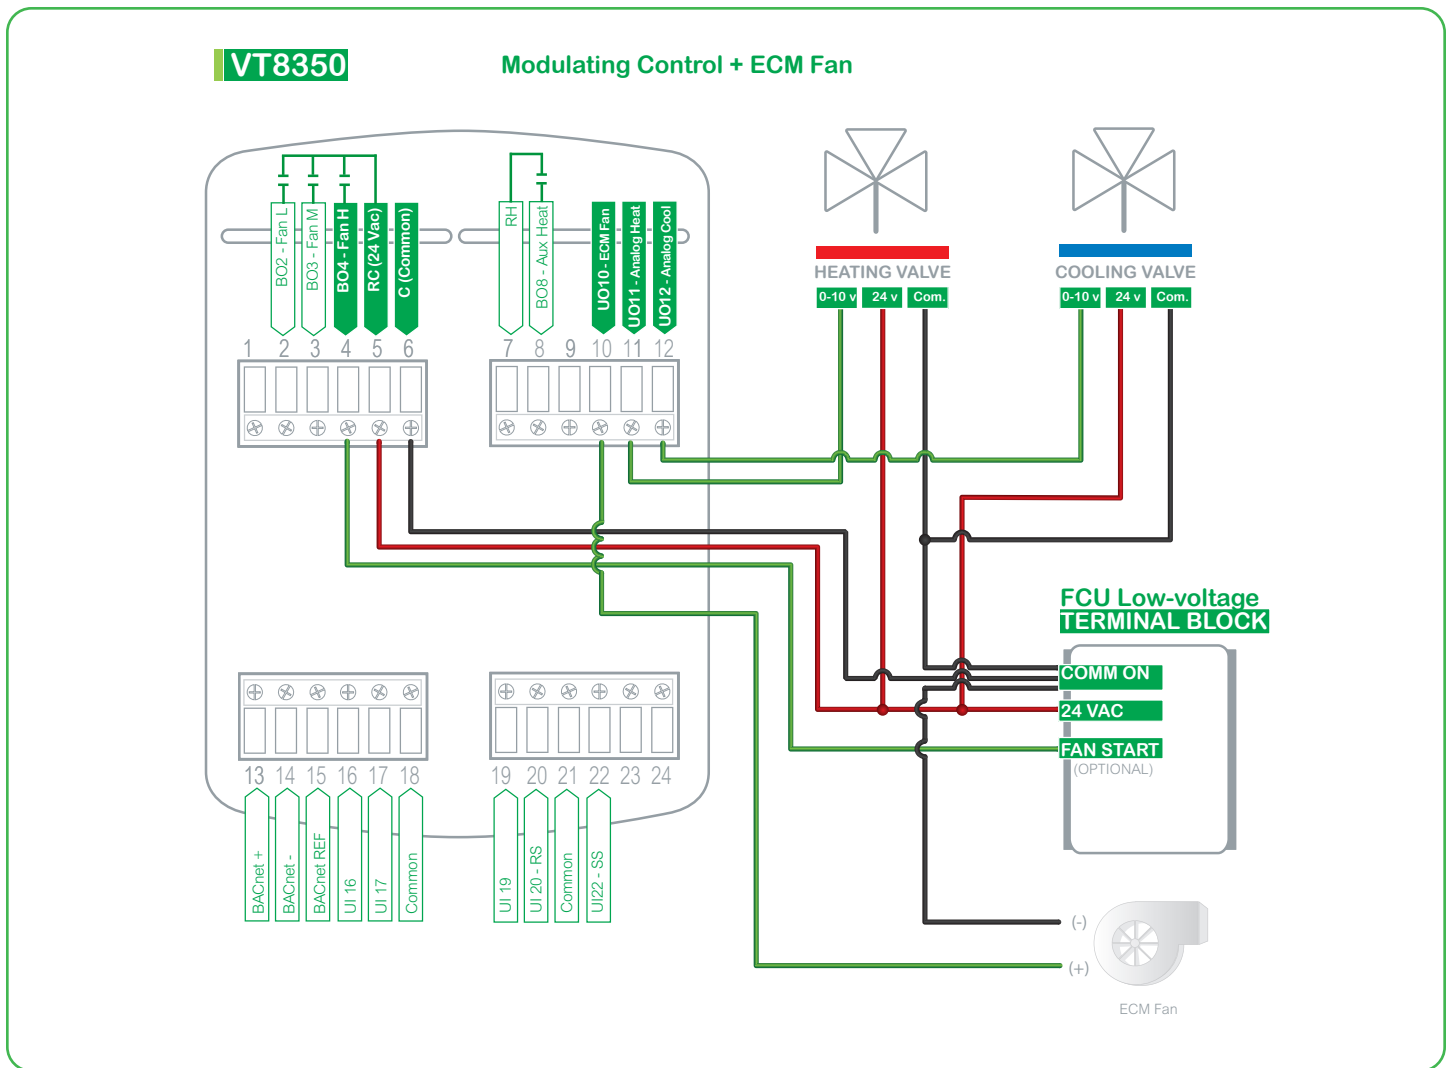 VT8350
Modulating Control + ECM Fan
BO2 - Fan L
BO3 - Fan M
BO4 - Fan H
RC (24 Vac)
C (Common)
RH
BO8 - Aux Heat
UO10 - ECM Fan
UO11 - Analog Heat
UO12 - Analog Cool
HEATING VALVE
0-10 v 24 v Com.
COOLING VALVE
0-10 v 24 v Com.
1 2 3 4 5 6
7 8 9 10 11 12
FCU Low-voltage
TERMINAL BLOCK
COMM ON
24 VAC
FAN START
(OPTIONAL)
13 14 15 16 17 18
19 20 21 22 23 24
BACnet +
BACnet -
BACnet REF
UI 16
UI 17
Common
UI 19
UI 20 - RS
Common
UI22 - SS
(-)
(+)
ECM Fan